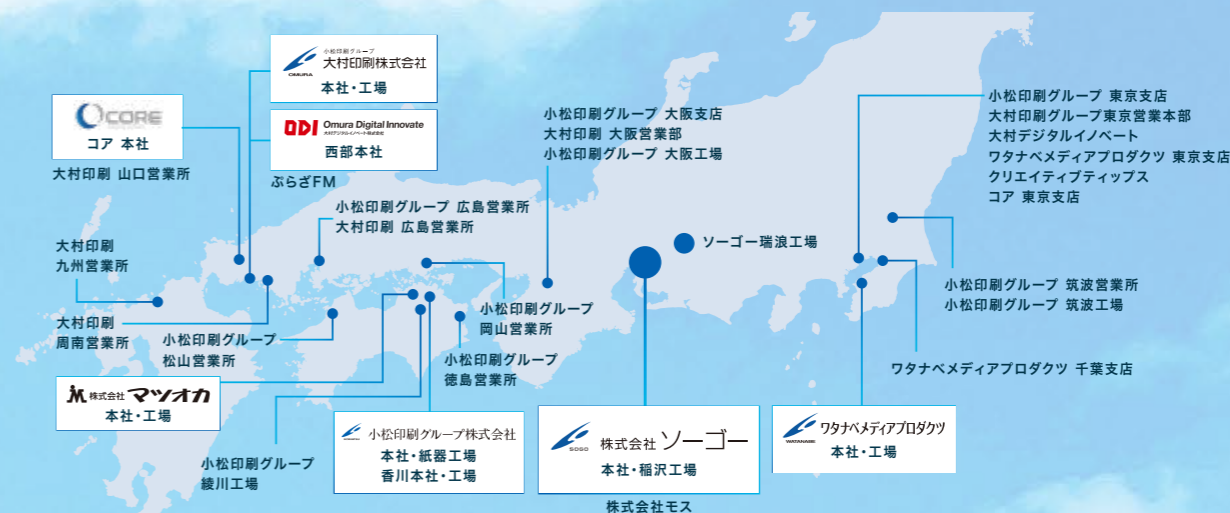 小松印刷グループ
大村印刷株式会社
OMURA
本社・工場
CORE
コア 本社
大村印刷 山口営業所
ODI Omura Digital Innovate
大村デジタルイノベート株式会社
西部本社
ぷらざFM
小松印刷グループ 大阪支店
大村印刷 大阪営業部
小松印刷グループ 大阪工場
小松印刷グループ 東京支店
大村印刷グループ東京営業本部
大村デジタルイノベート
ワタナベメディアプロダクツ 東京支店
クリエイティブティップス
コア 東京支店
小松印刷グループ 広島営業所
大村印刷 広島営業所
大村印刷
九州営業所
ソーゴー瑞浪工場
小松印刷グループ 筑波営業所
小松印刷グループ 筑波工場
大村印刷
周南営業所
小松印刷グループ
松山営業所
小松印刷グループ
岡山営業所
小松印刷グループ
徳島営業所
ワタナベメディアプロダクツ 千葉支店
株式会社 マツオカ
本社・工場
小松印刷グループ
綾川工場
小松印刷グループ株式会社
本社・紙器工場
香川本社・工場
SOGO
株式会社 ソーゴー
本社・稲沢工場
株式会社モス
WATANABE
ワタナベメディアプロダクツ
本社・工場